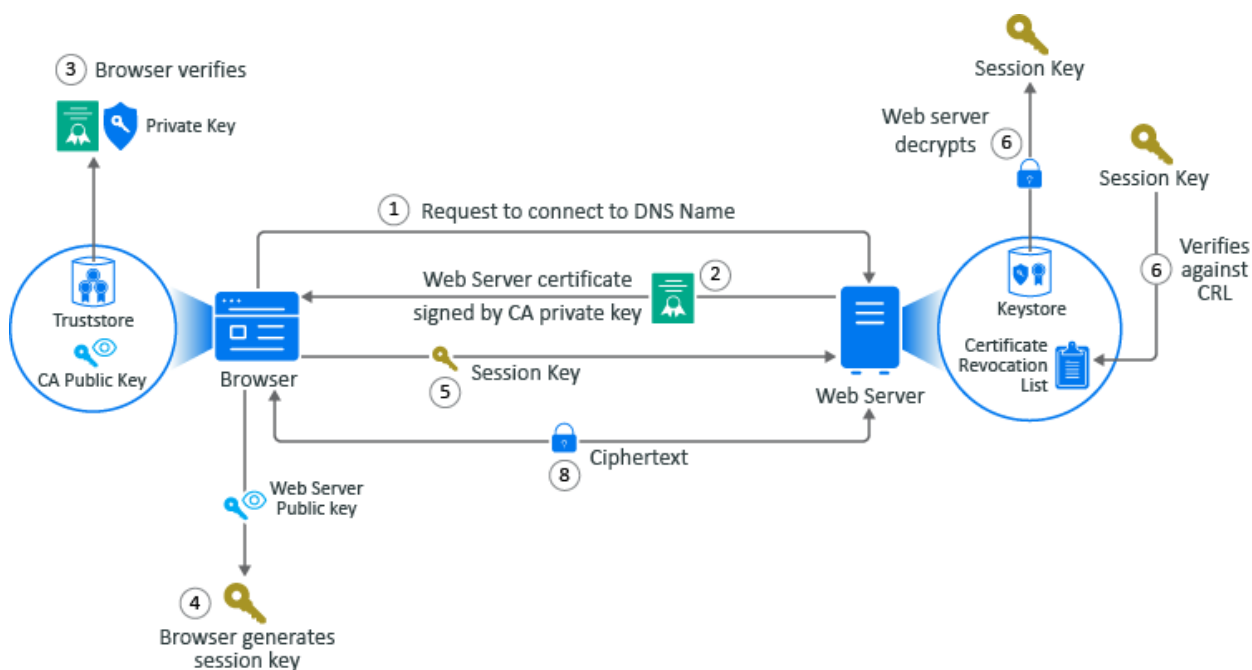 3 Browser verifies
Private Key
Truststore
CA Public Key
Browser
1 Request to connect to DNS Name
Web Server certificate 2
signed by CA private key
Session Key
5
Ciphertext
8
Web Server
Public key
4
Browser generates
session key
Web Server
Session Key
Web server
decrypts 6
Session Key
Verifies
6 against
CRL
Keystore
Certificate
Revocation
List